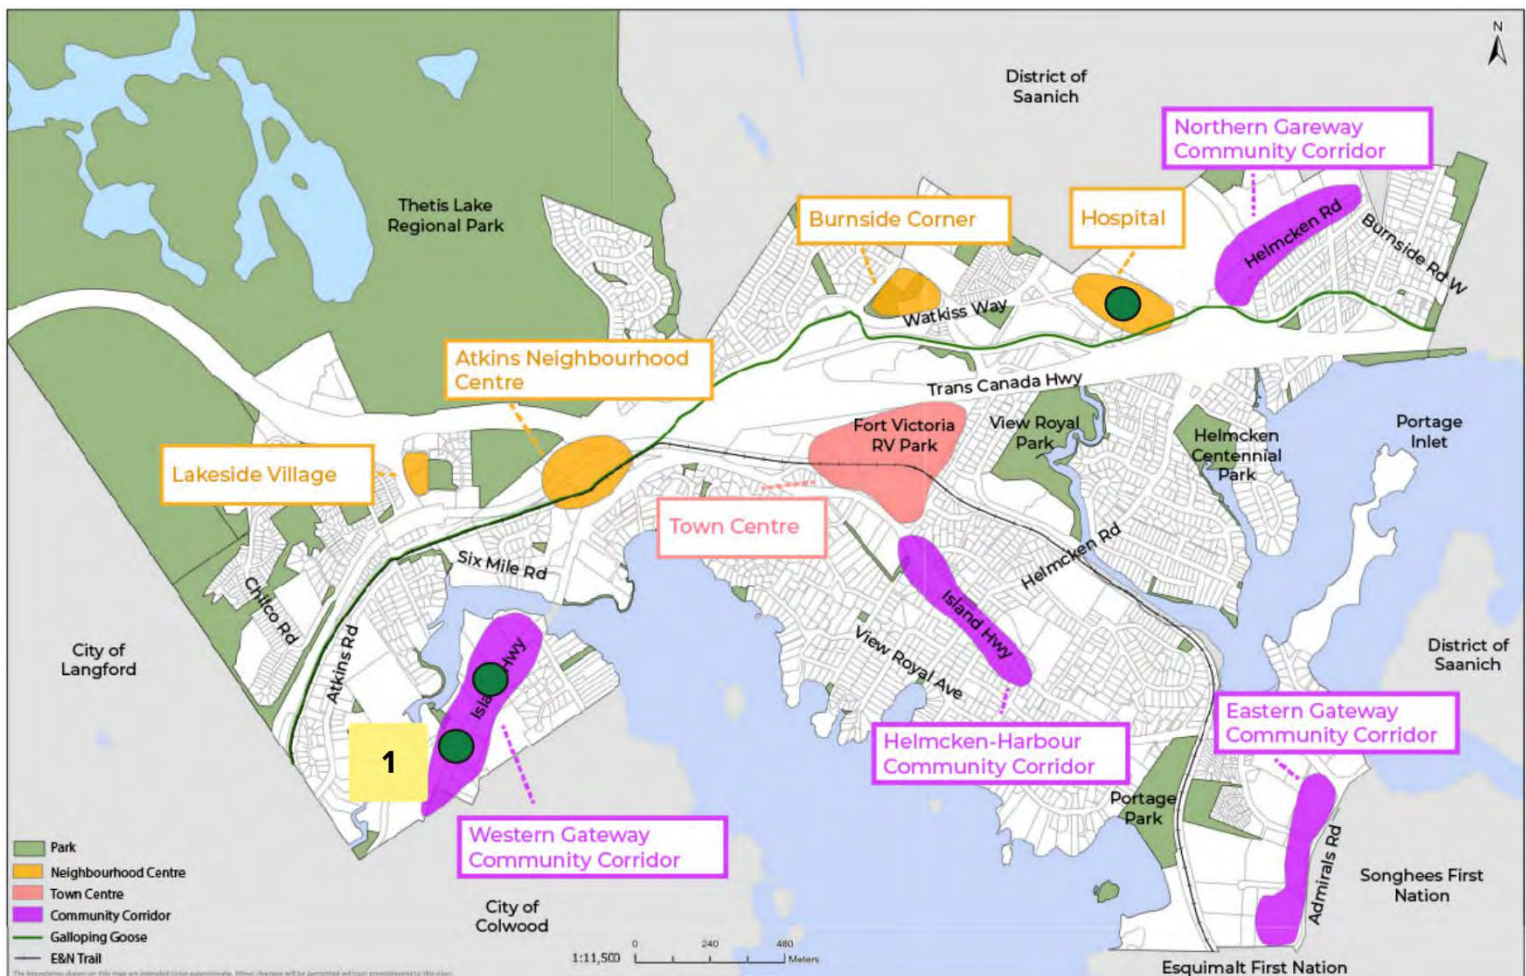 N
District of
Saanich
Northern Gareway
Community Corridor
Thetis Lake
Regional Park
Burnside Corner
Hospital
Helmcken Rd
Burnside Rd W
Watkiss Way
Atkins Neighbourhood
Centre
Trans Canada Hwy
Fort Victoria
RV Park
View Royal
Park
Helmcken
Centennial
Park
Portage
Inlet
Lakeside Village
Town Centre
Six Mile Rd
Helmcken Rd
Chilco Rd
Island Hwy
City of
Langford
Atkins Rd
View Royal Ave
District of
Saanich
Isla Hwy
Eastern Gateway
Community Corridor
1
Helmcken-Harbour
Community Corridor
Portage
Park
Western Gateway
Community Corridor
Admirals Rd
Songhees First
Nation
City of
Colwood
Esquimalt First Nation
Park
Neighbourhood Centre
Town Centre
Community Corridor
Galloping Goose
E&N Trail
1:11,500
0 240 480
Meters